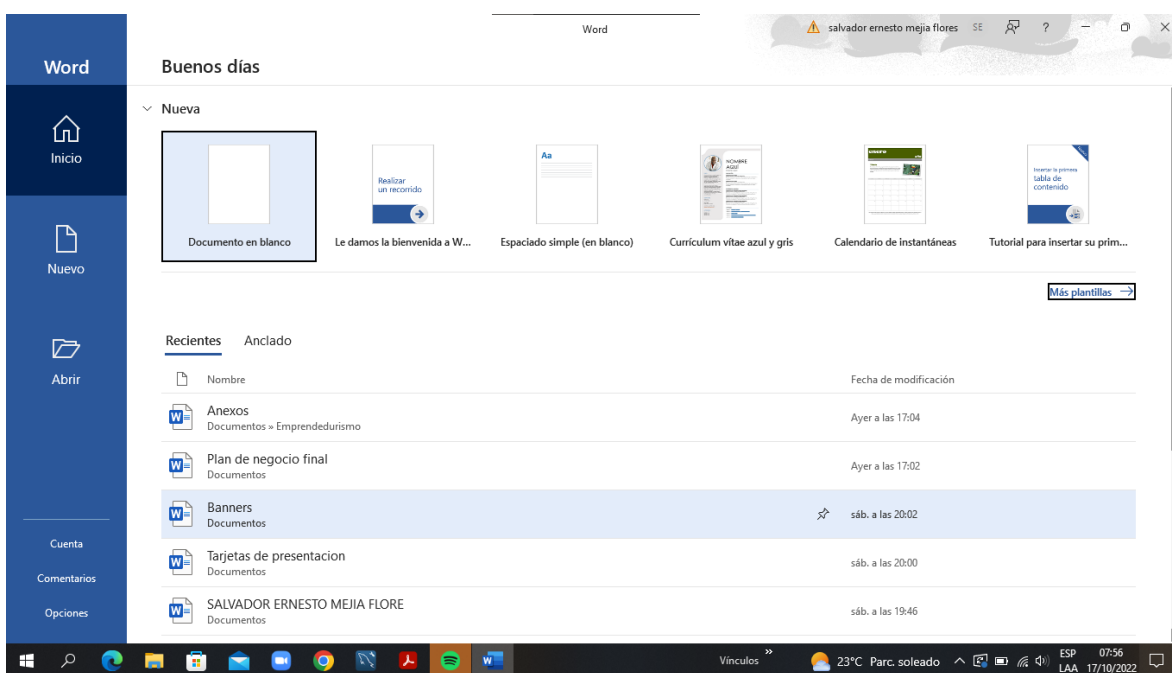 Word
salvador ernesto mejia flores SE ?
Word
Buenos días
Inicio
Nuevo
Abrir
Cuenta
Comentarios
Opciones
Nueva
Realizar
un recorrido
Aa
NOMBRE
AQUÍ
Insertar la primera
tabla de
contenido
Documento en blanco
Le damos la bienvenida a W...
Espaciado simple (en blanco)
Currículum vítae azul y gris
Calendario de instantáneas
Tutorial para insertar su prim...
Más plantillas
Recientes Anclado
Nombre Fecha de modificación
Anexos
Documentos » Emprendedurismo
Ayer a las 17:04
Plan de negocio final
Documentos
Ayer a las 17:02
Banners
Documentos
sáb. a las 20:02
Tarjetas de presentacion
Documentos
sáb. a las 20:00
SALVADOR ERNESTO MEJIA FLORE
Documentos
sáb. a las 19:46
Vínculos
23°C Parc. soleado
ESP
LAA
07:56
17/10/2022